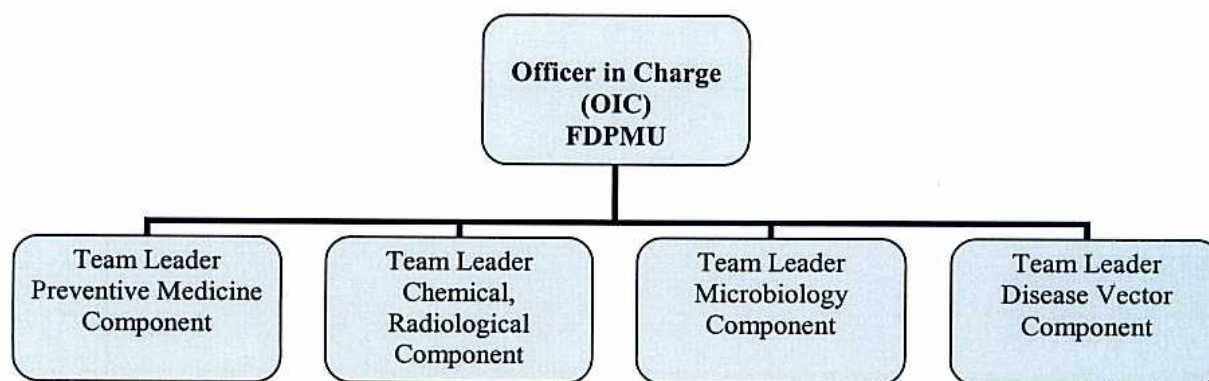 Officer in Charge
(OIC)
FDPMU
Team Leader
Preventive Medicine
Component
Team Leader
Chemical,
Radiological
Component
Team Leader
Microbiology
Component
Team Leader
Disease Vector
Component